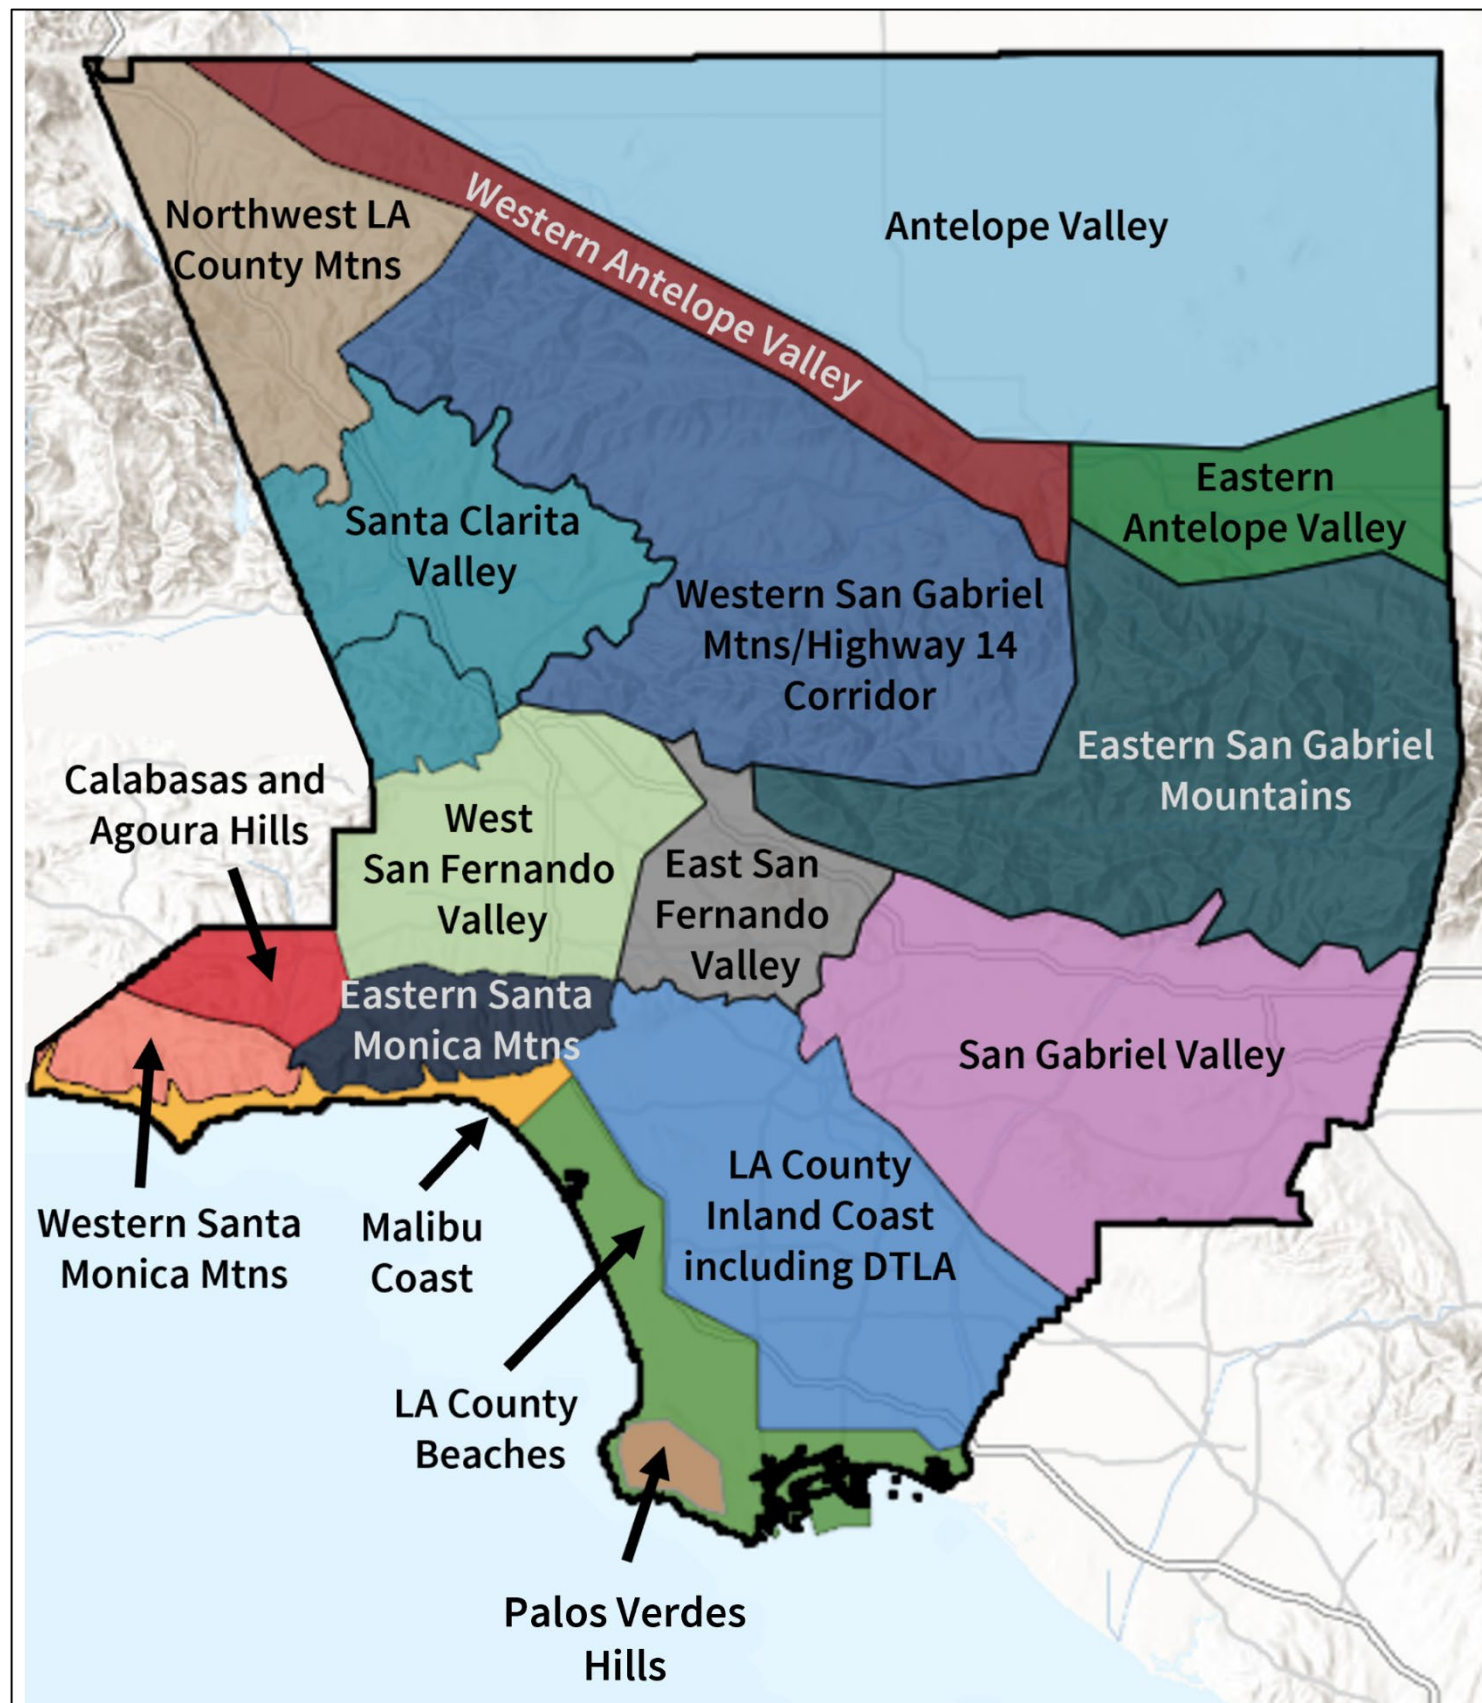 Northwest LA
County Mtns
Western Antelope Valley
Antelope Valley
Eastern
Antelope Valley
Santa Clarita
Valley
Western San Gabriel
Mtns/Highway 14
Corridor
Eastern San Gabriel
Mountains
Calabasas and
Agoura Hills
West
San Fernando
Valley
East San
Fernando
Valley
Eastern Santa
Monica Mtns
San Gabriel Valley
Western Santa
Monica Mtns
Malibu
Coast
LA County
Inland Coast
including DTLA
LA County
Beaches
Palos Verdes
Hills